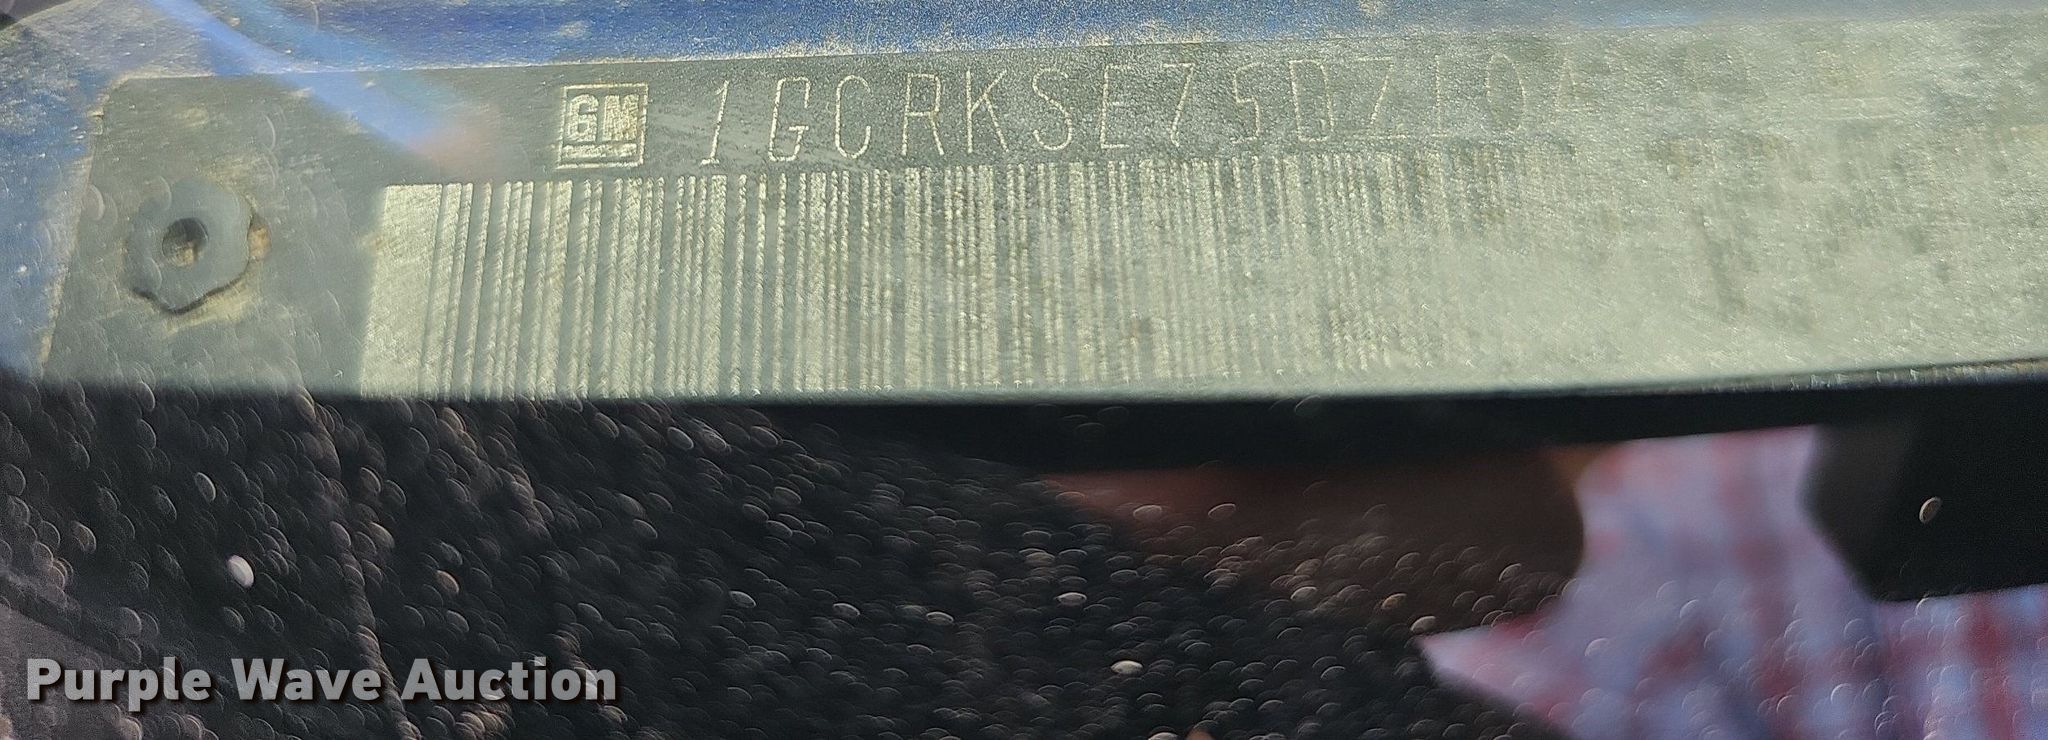 GM 1GCRKSE75DZ10
Purple Wave Auction